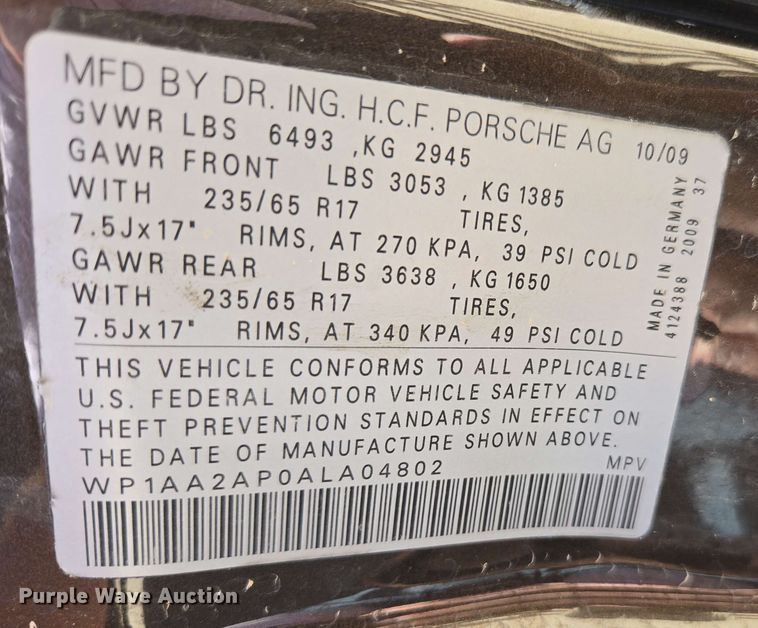 MFD BY DR. ING. H.C.F. PORSCHE AG 10/09
GVWR LBS 6493 ,KG 2945
GAWR FRONT LBS 3053 , KG 1385
WITH 235/65 R17 TIRES,
7.5Jx17" RIMS, AT 270 KPA, 39 PSI COLD
GAWR REAR LBS 3638 , KG 1650
WITH 235/65 R17 TIRES,
7.5Jx17" RIMS, AT 340 KPA, 49 PSI COLD
MADE IN GERMANY
4124388 2009 37
THIS VEHICLE CONFORMS TO ALL APPLICABLE
U.S. FEDERAL MOTOR VEHICLE SAFETY AND
THEFT PREVENTION STANDARDS IN EFFECT ON
THE DATE OF MANUFACTURE SHOWN ABOVE.
WP1AA2AP0ALA04802 MPV
Purple Wave Auction